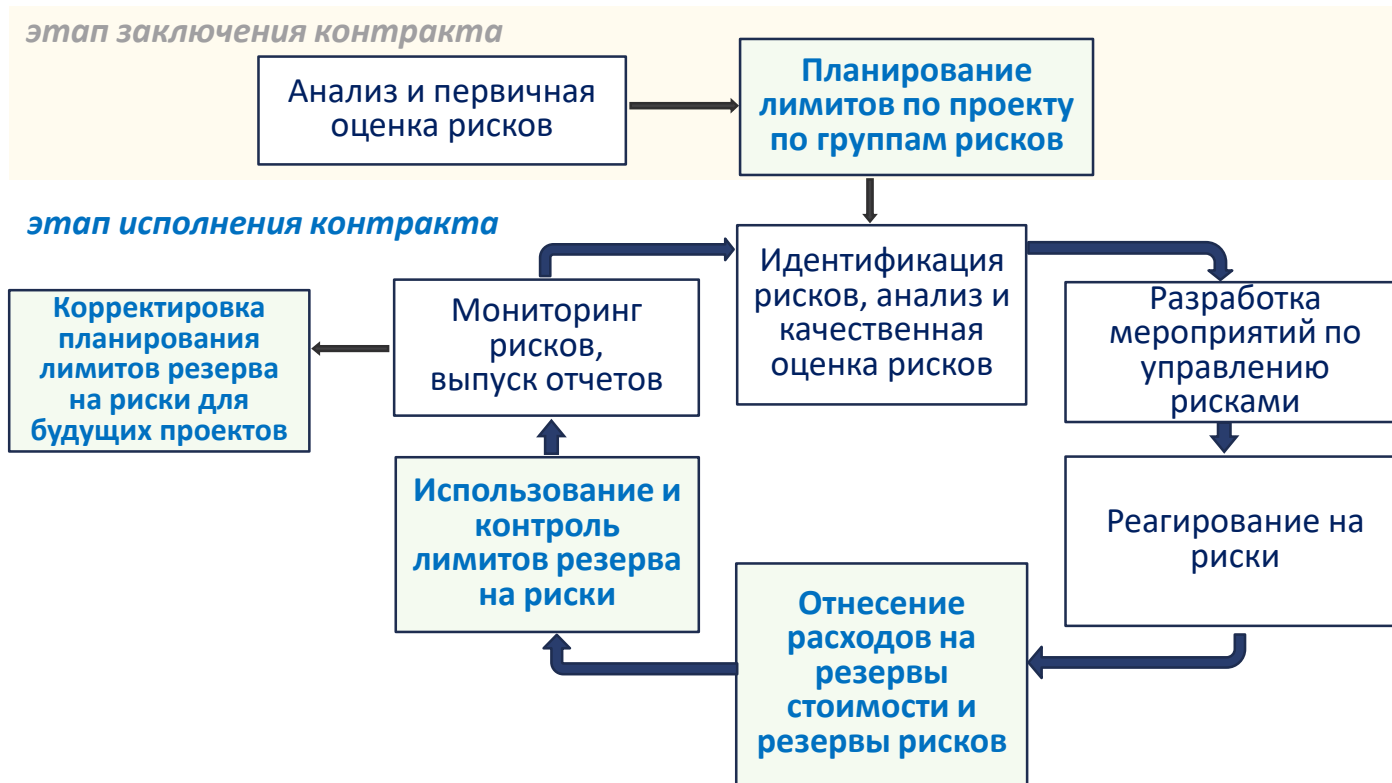 этап заключения контракта
Анализ и первичная
оценка рисков
Планирование
лимитов по проекту
по группам рисков
этап исполнения контракта
Идентификация
рисков, анализ и
качественная
оценка рисков
Разработка
мероприятий по
управлению
рисками
Реагирование на
риски
Отнесение
расходов на
резервы
стоимости и
резервы рисков
Использование и
контроль
лимитов резерва
на риски
Мониторинг
рисков,
выпуск отчетов
Корректировка
планирования
лимитов резерва
на риски для
будущих проектов